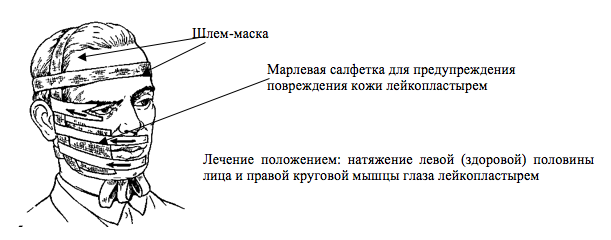 Шлем-маска
Марлевая салфетка для предупреждения
повреждения кожи лейкопластырем
Лечение положением: натяжение левой (здоровой) половины
лица и правой круговой мышцы глаза лейкопластырем